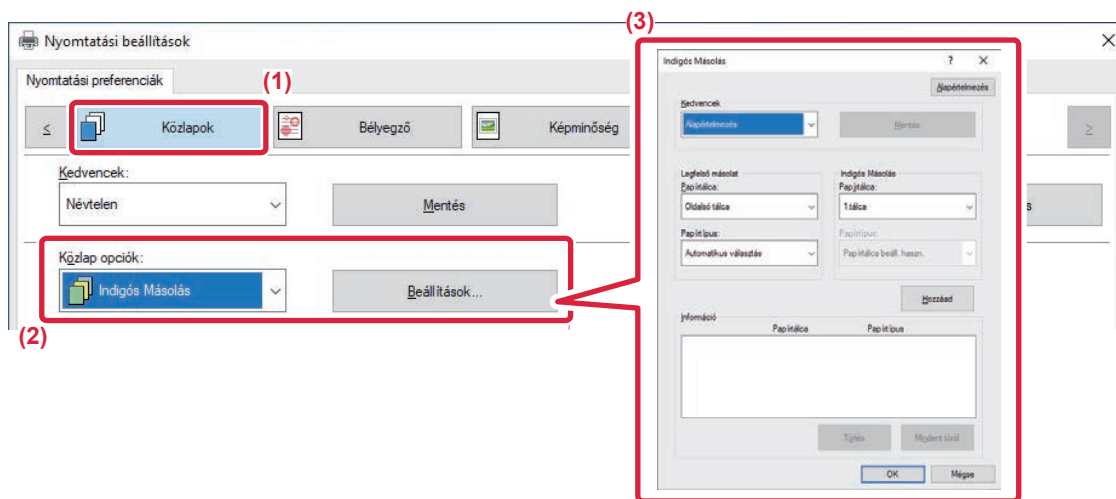 (3)
Nyomtatási beállítások
Nyomtatási preferenciák
(1)
< Közlapok Bélyegző Képminőség >
Kedvencek:
Névtelen Mentés s
Közlap opciók:
Indigós Másolás Beállítások...
(2)
Indigós Másolás ? X
Alapértelmezés
Kedvencek
Alapértelmezés Mentés
Legfelső másolat Indigós Másolás
Papírtálca: Papírtálca:
Oldalsó tálca 1.tálca
Papírtípus: Papírtípus:
Automatikus választás Papírtálca beáll. haszn.
Hozzáad
Információ
Papírtálca Papírtípus
Törlés Mindent töröl
OK Mégse